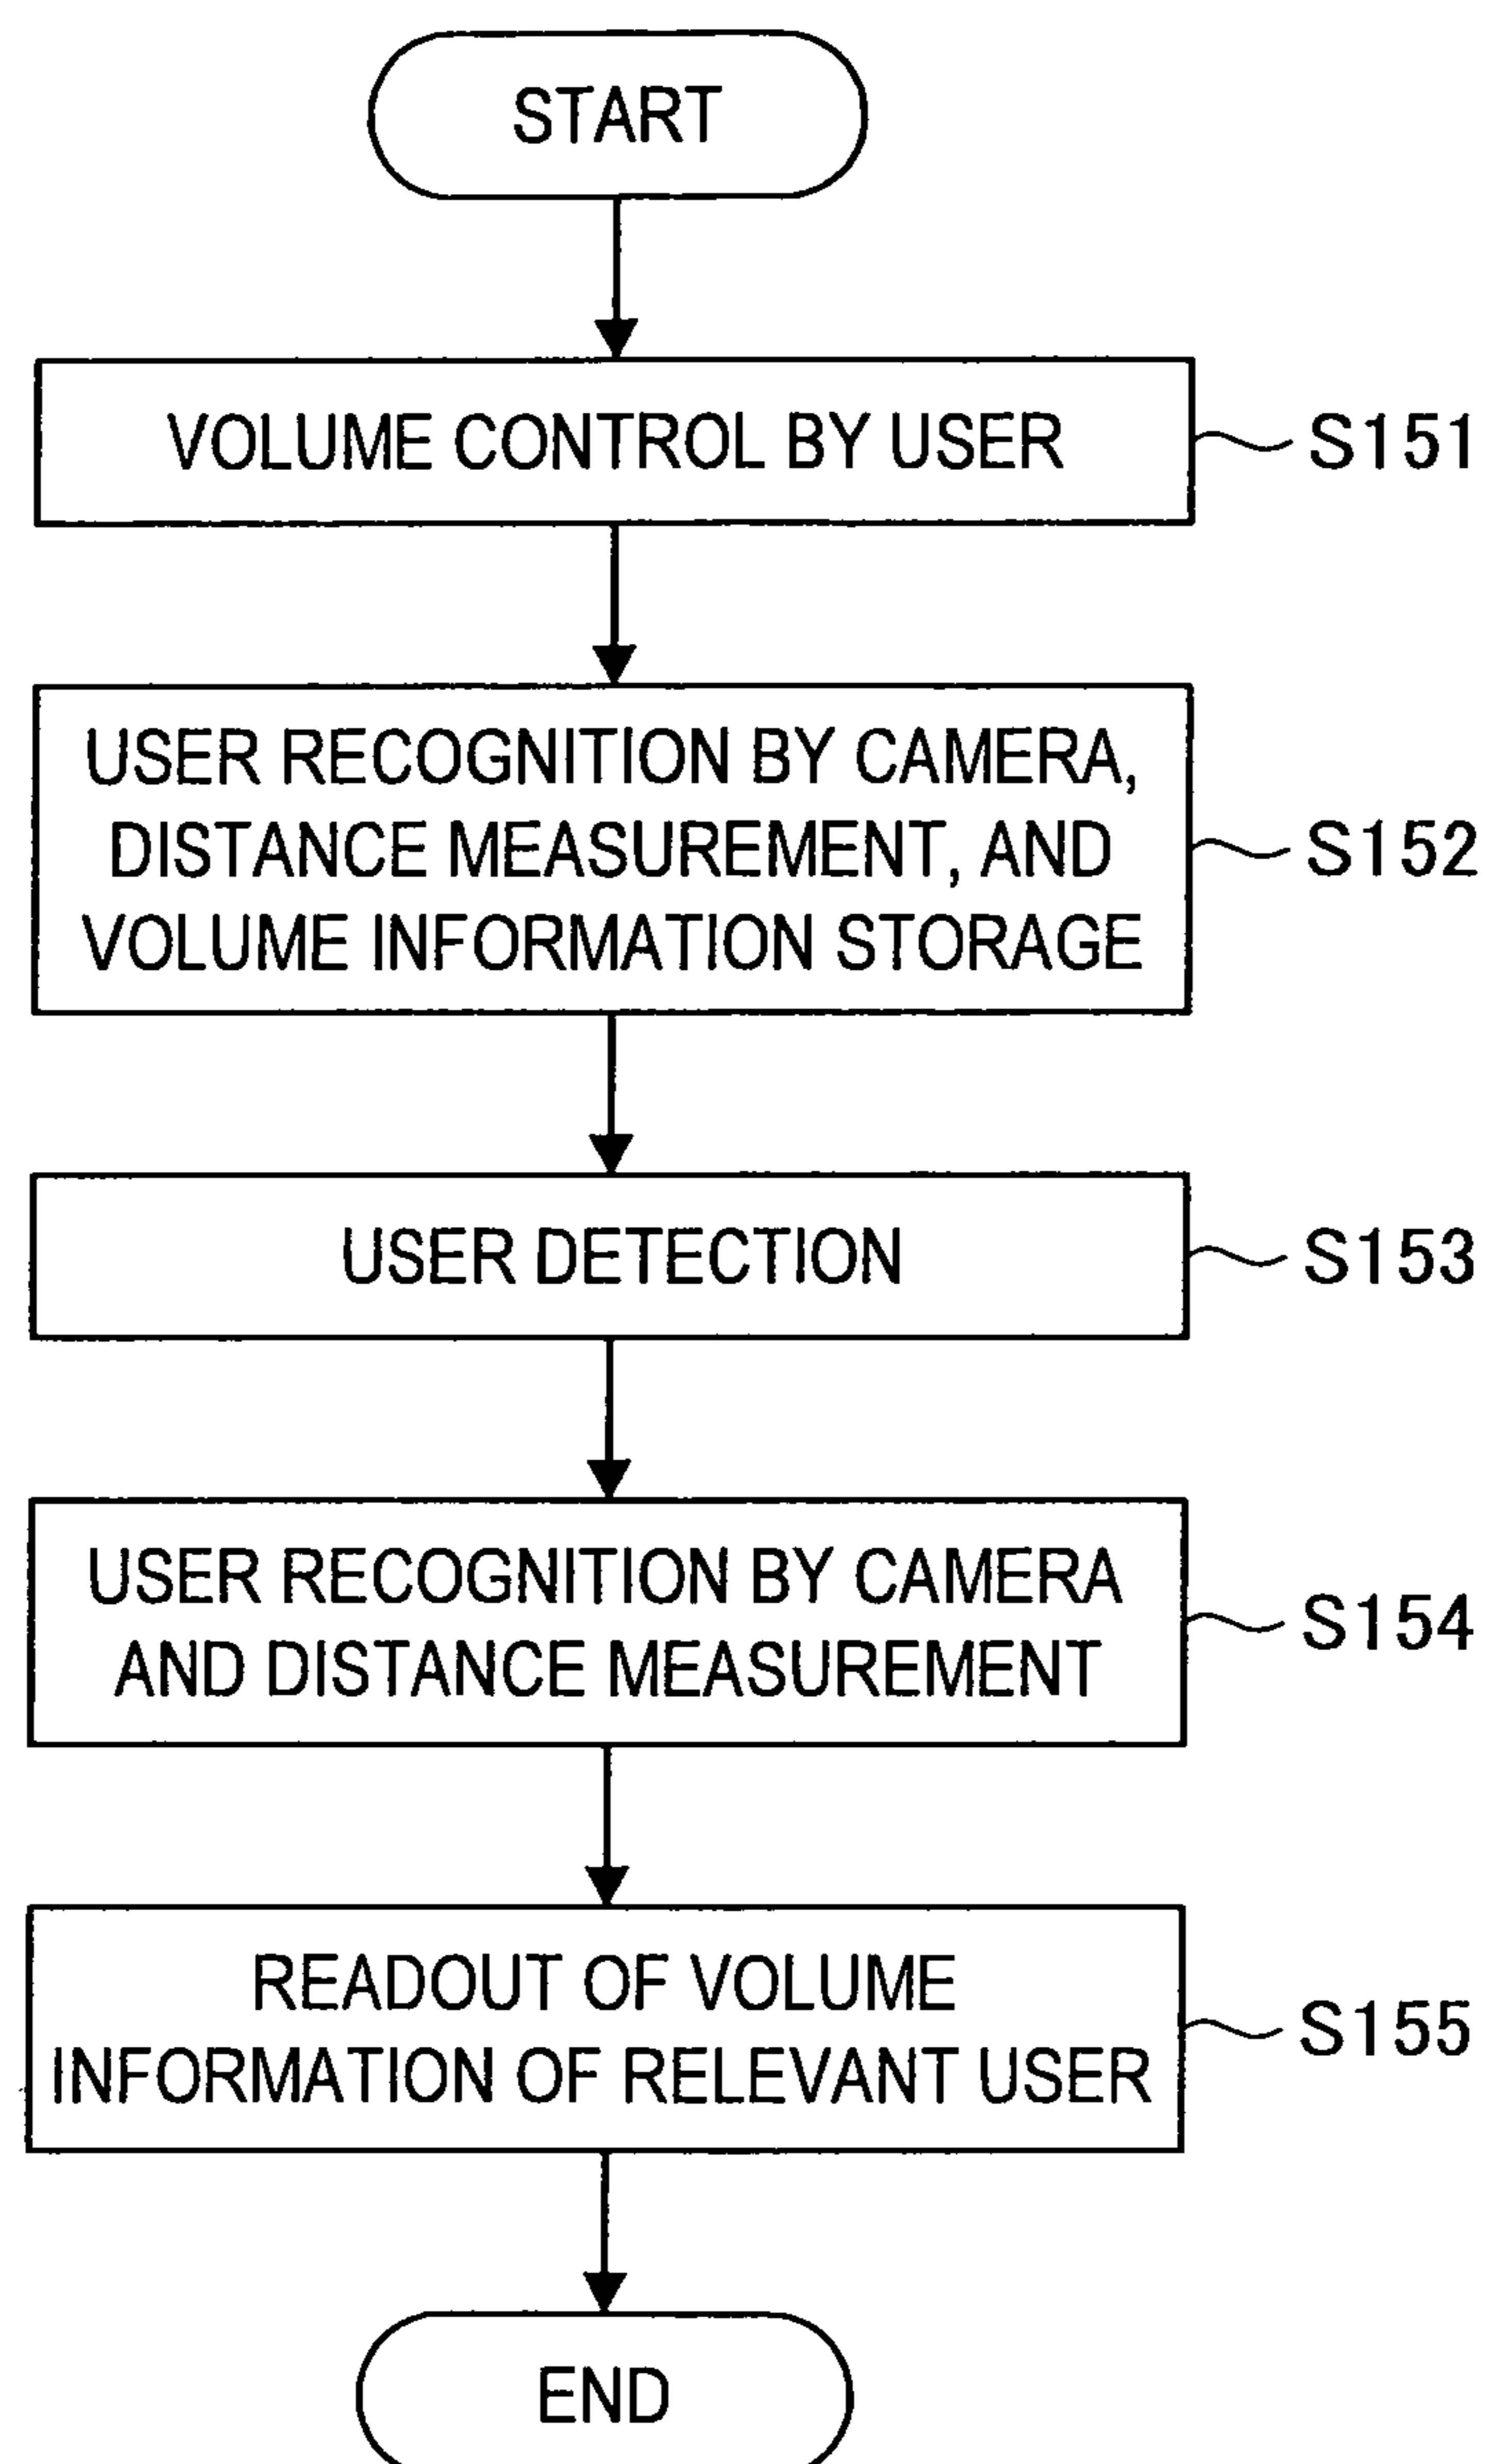 START
VOLUME CONTROL BY USER
S151
USER RECOGNITION BY CAMERA,
DISTANCE MEASUREMENT, AND
VOLUME INFORMATION STORAGE
S152
USER DETECTION
S153
USER RECOGNITION BY CAMERA
AND DISTANCE MEASUREMENT
S154
READOUT OF VOLUME
INFORMATION OF RELEVANT USER
S155
END